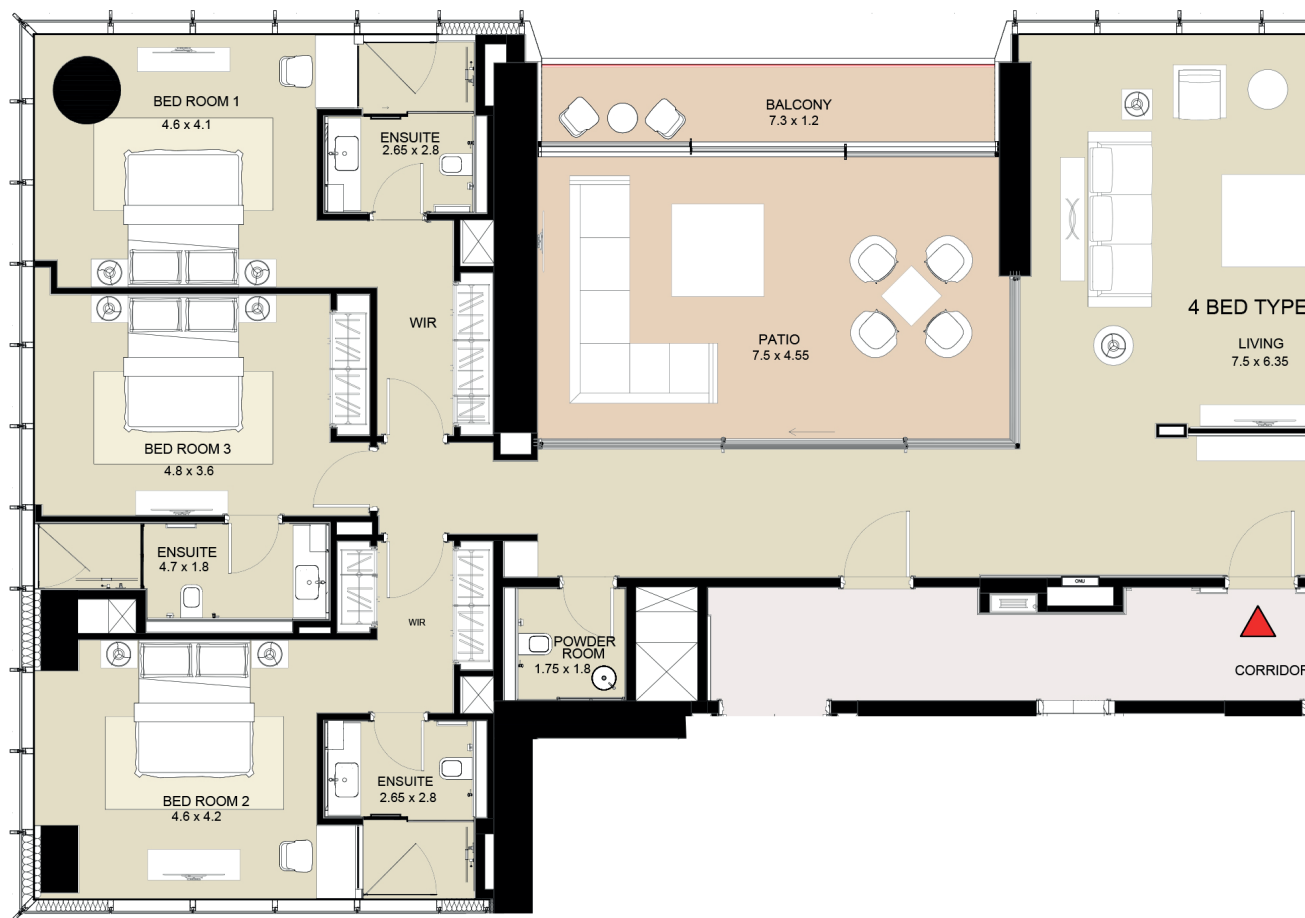 BED ROOM 1
4.6 x 4.1
ENSUITE
2.65 x 2.8
BALCONY
7.3 x 1.2
WIR
PATIO
7.5 x 4.55
4 BED TYPE
LIVING
7.5 x 6.35
BED ROOM 3
4.8 x 3.6
ENSUITE
4.7 x 1.8
WIR
POWDER
ROOM
1.75 x 1.8
CMU
CORRIDOR
ENSUITE
2.65 x 2.8
BED ROOM 2
4.6 x 4.2